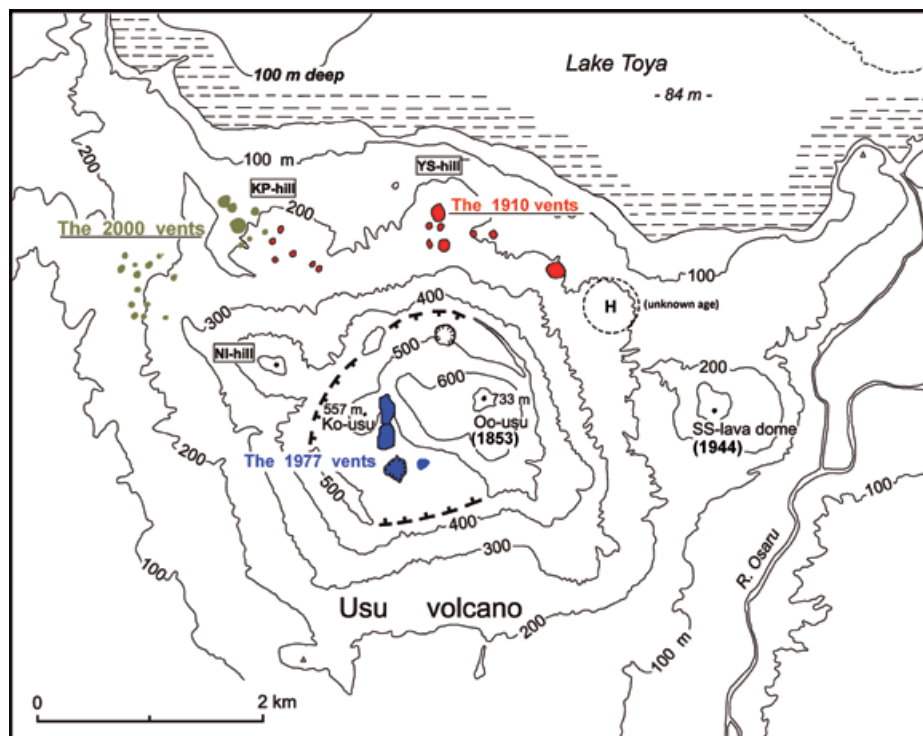 Lake Toya
100 m deep
- 84 m -
200
100 m
YS-hill
KP-hill
200
The 1910 vents
The 2000 vents
100
H
(unknown age)
300
400
500
NI-hill
600
200
733 m
557 m
Ko-usu
Oo-usu
(1853)
SS-lava dome
(1944)
The 1977 vents
500
200
100
400
300
R. Osaru
100
Usu volcano
200
100 m
0
2 km